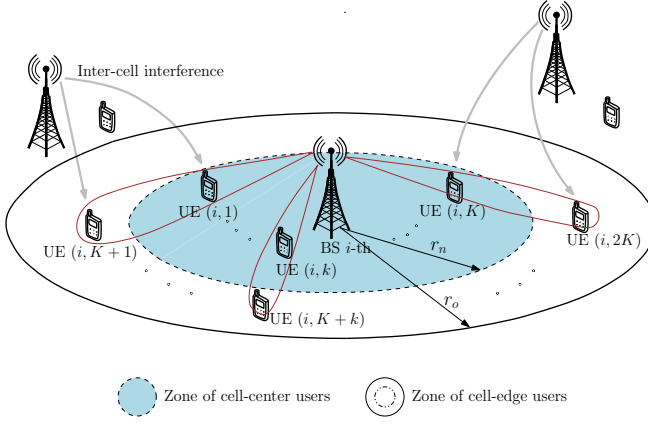 Inter-cell interference
UE (i, 1)
UE (i, K)
UE (i, K + 1)
BS i-th
r_n
UE (i, 2K)
UE (i, k)
r_o
UE (i, K + k)
Zone of cell-center users
Zone of cell-edge users